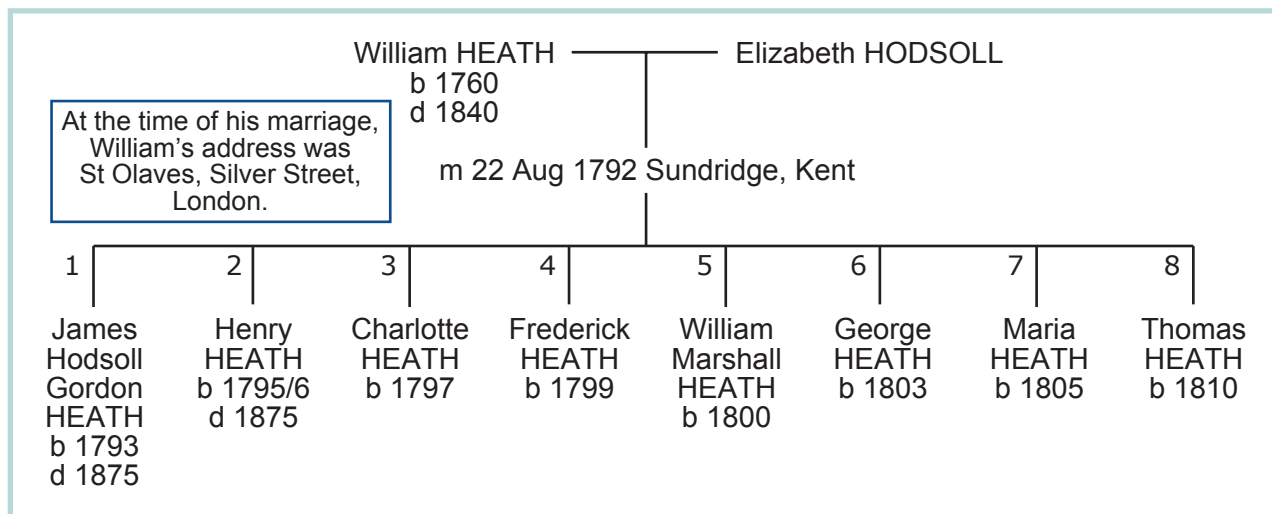 William HEATH
b 1760
d 1840
Elizabeth HODSOLL
At the time of his marriage,
William's address was
St Olaves, Silver Street,
London.
m 22 Aug 1792 Sundridge, Kent
1
James
Hodsoll
Gordon
HEATH
b 1793
d 1875
2
Henry
HEATH
b 1795/6
d 1875
3
Charlotte
HEATH
b 1797
4
Frederick
HEATH
b 1799
5
William
Marshall
HEATH
b 1800
6
George
HEATH
b 1803
7
Maria
HEATH
b 1805
8
Thomas
HEATH
b 1810